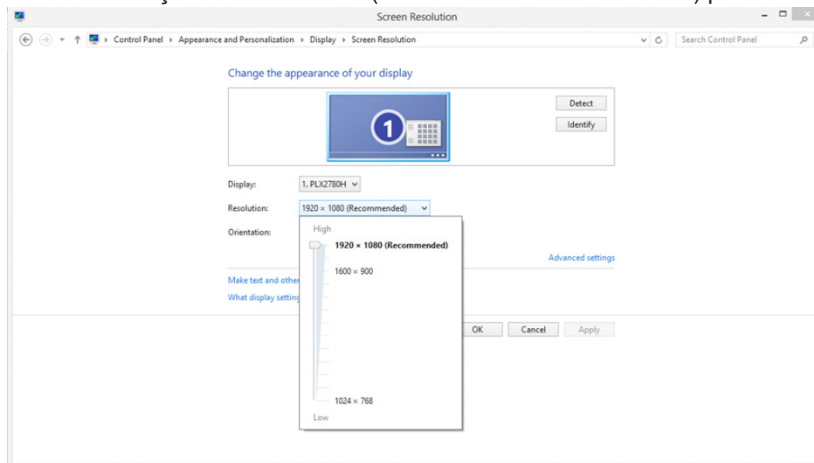 Screen Resolution
Control Panel ▸ Appearance and Personalization ▸ Display ▸ Screen Resolution
Search Control Panel
Change the appearance of your display
1
Detect
Identify
Display: 1. PLX2780H
Resolution: 1920 × 1080 (Recommended)
Orientation:
High
1920 × 1080 (Recommended)
Advanced settings
1600 × 900
Make text and other
What display setting
OK Cancel Apply
1024 × 768
Low